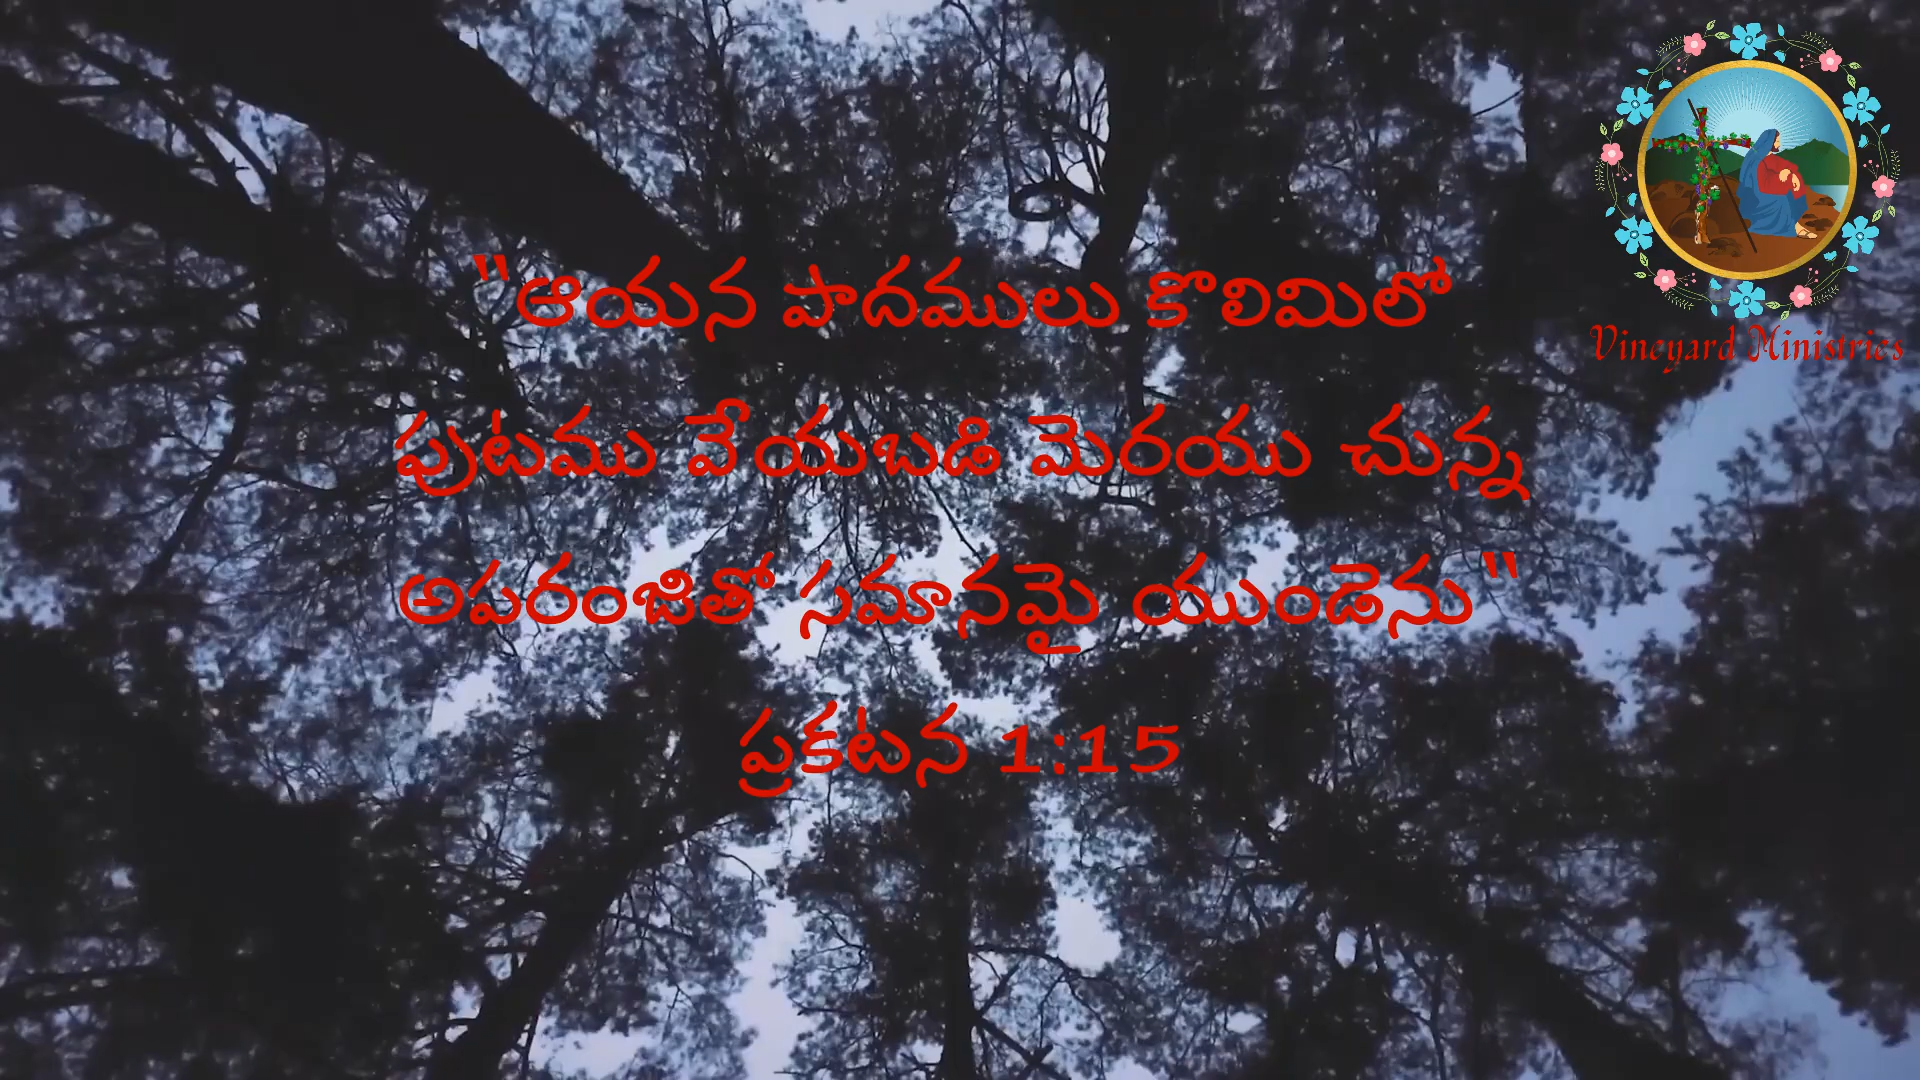 "ఆయన పాదములు కొలిమిలో
పుటము వేయబడి మెరయు చున్న
అపరంజితో సమానమై యుండెను"
ప్రకటన 1:15
Vineyard Ministries